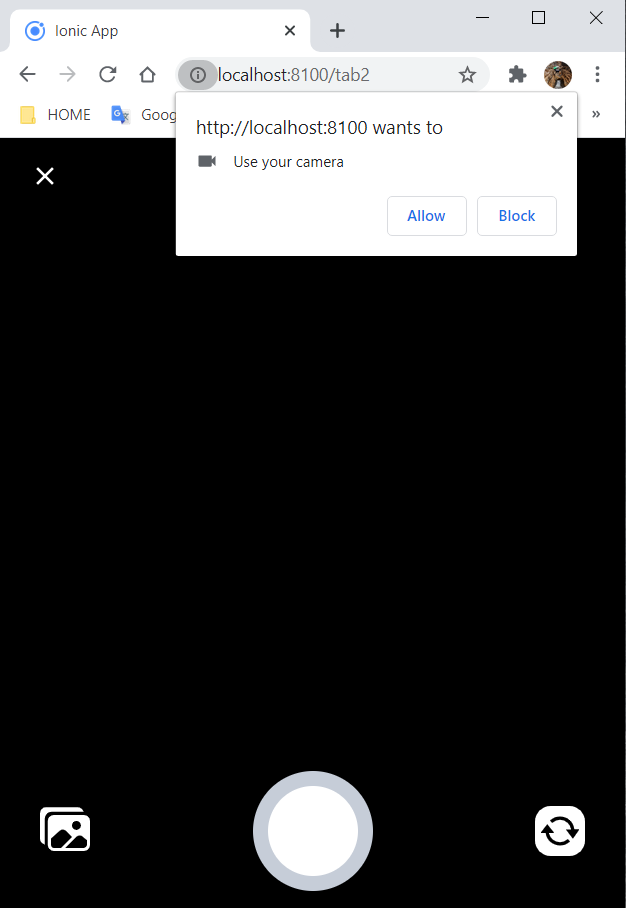 Ionic App
localhost:8100/tab2
HOME
Goog
»
http://localhost:8100 wants to
Use your camera
Allow
Block